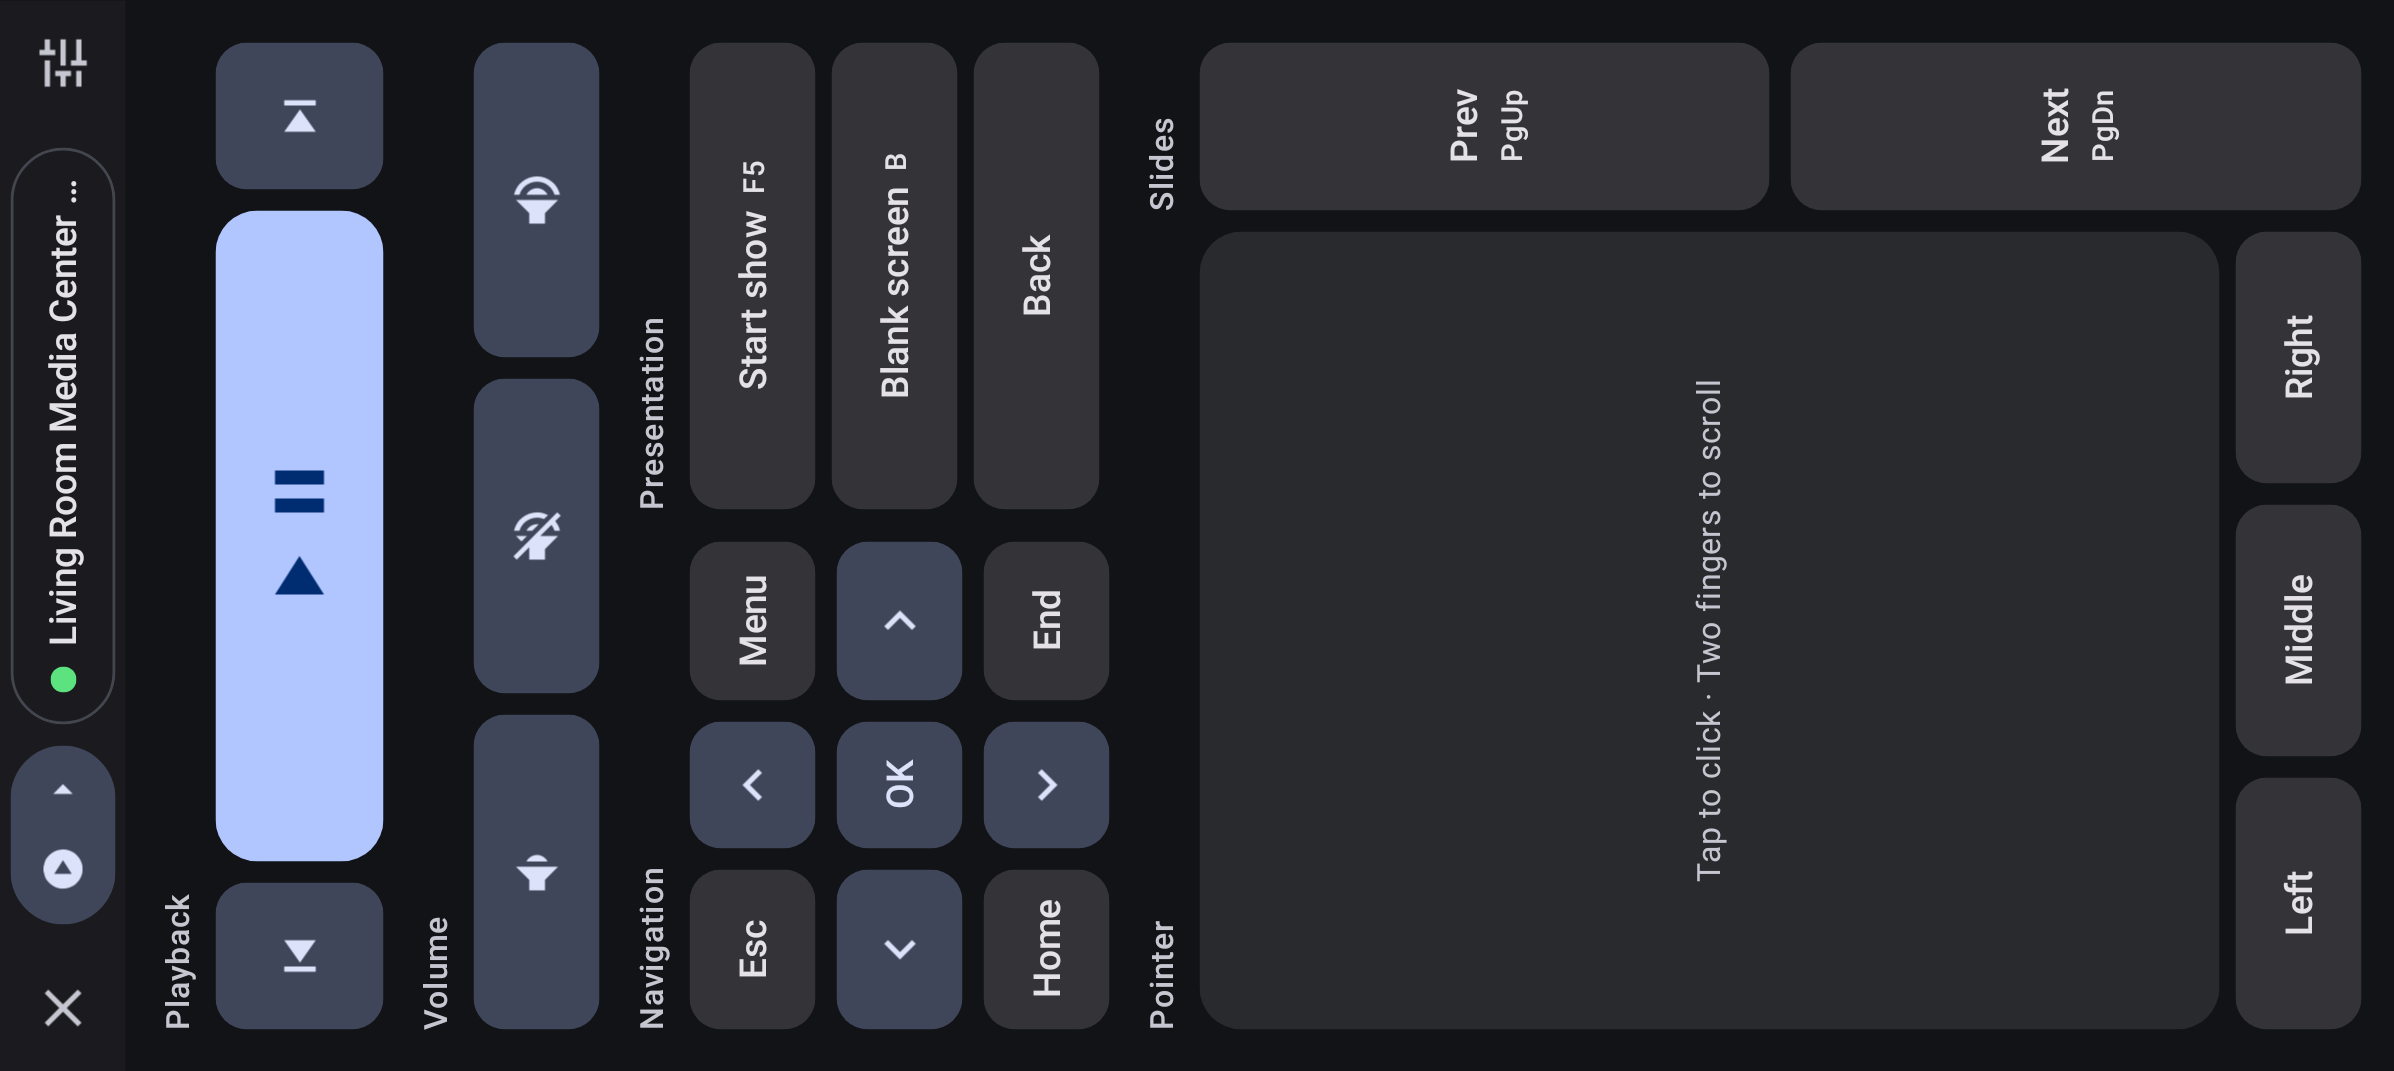 Living Room Media Center ...
Playback
Volume
Navigation
Presentation
Esc
Menu
Start show F5
OK
Blank screen B
Home
End
Back
Pointer
Slides
Tap to click · Two fingers to scroll
Prev
PgUp
Next
PgDn
Left
Middle
Right